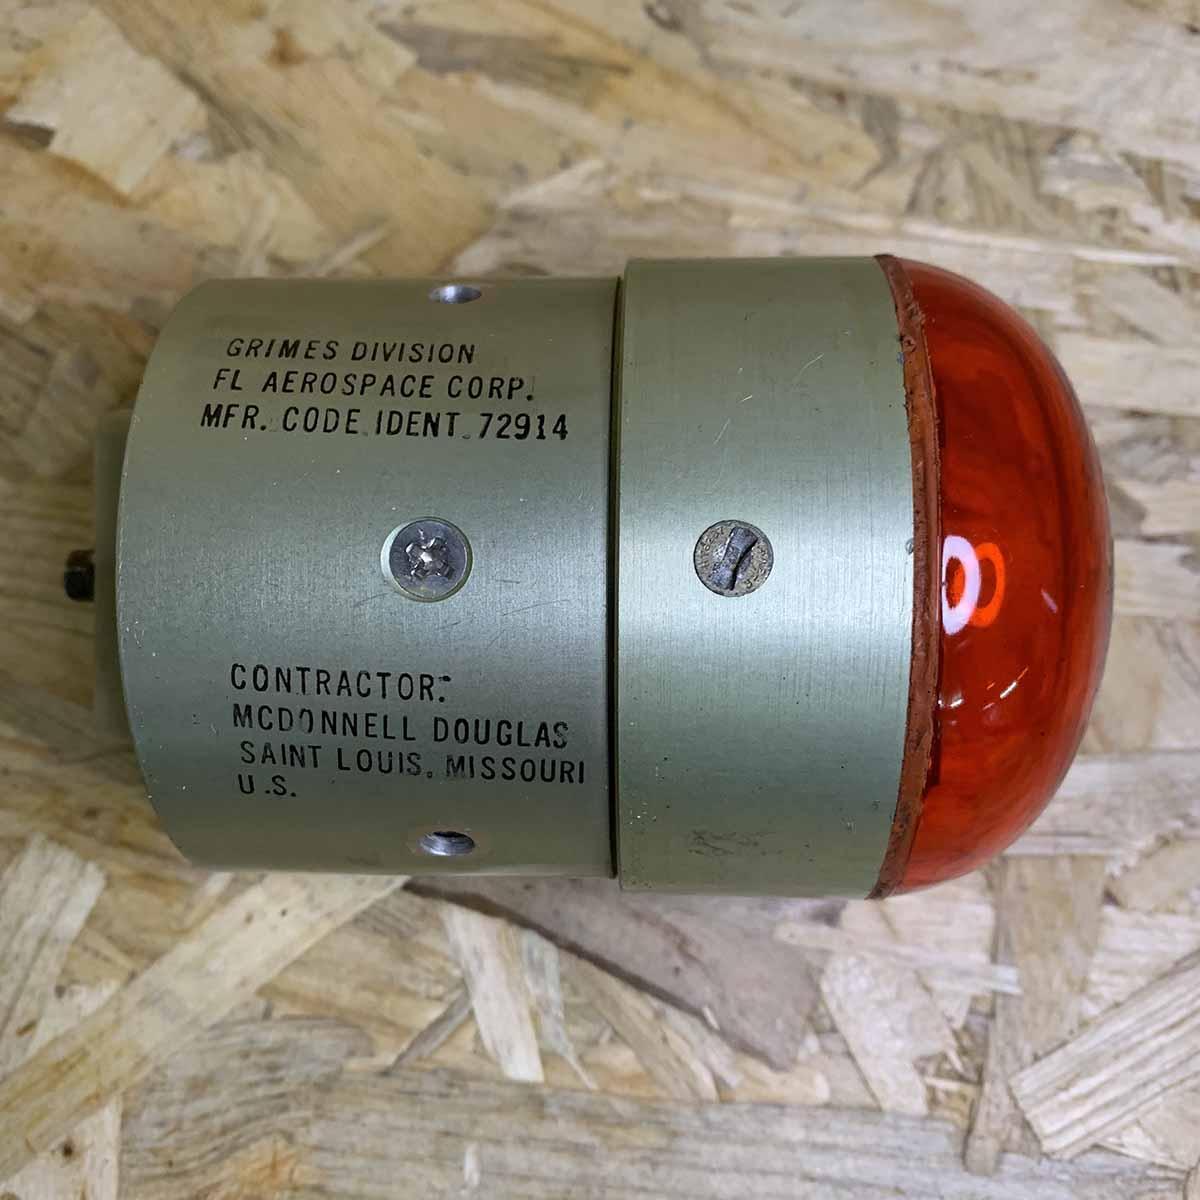 GRIMES DIVISION
FL AEROSPACE CORP.
MFR. CODE IDENT. 72914
CONTRACTOR:
MCDONNELL DOUGLAS
SAINT LOUIS, MISSOURI
U.S.